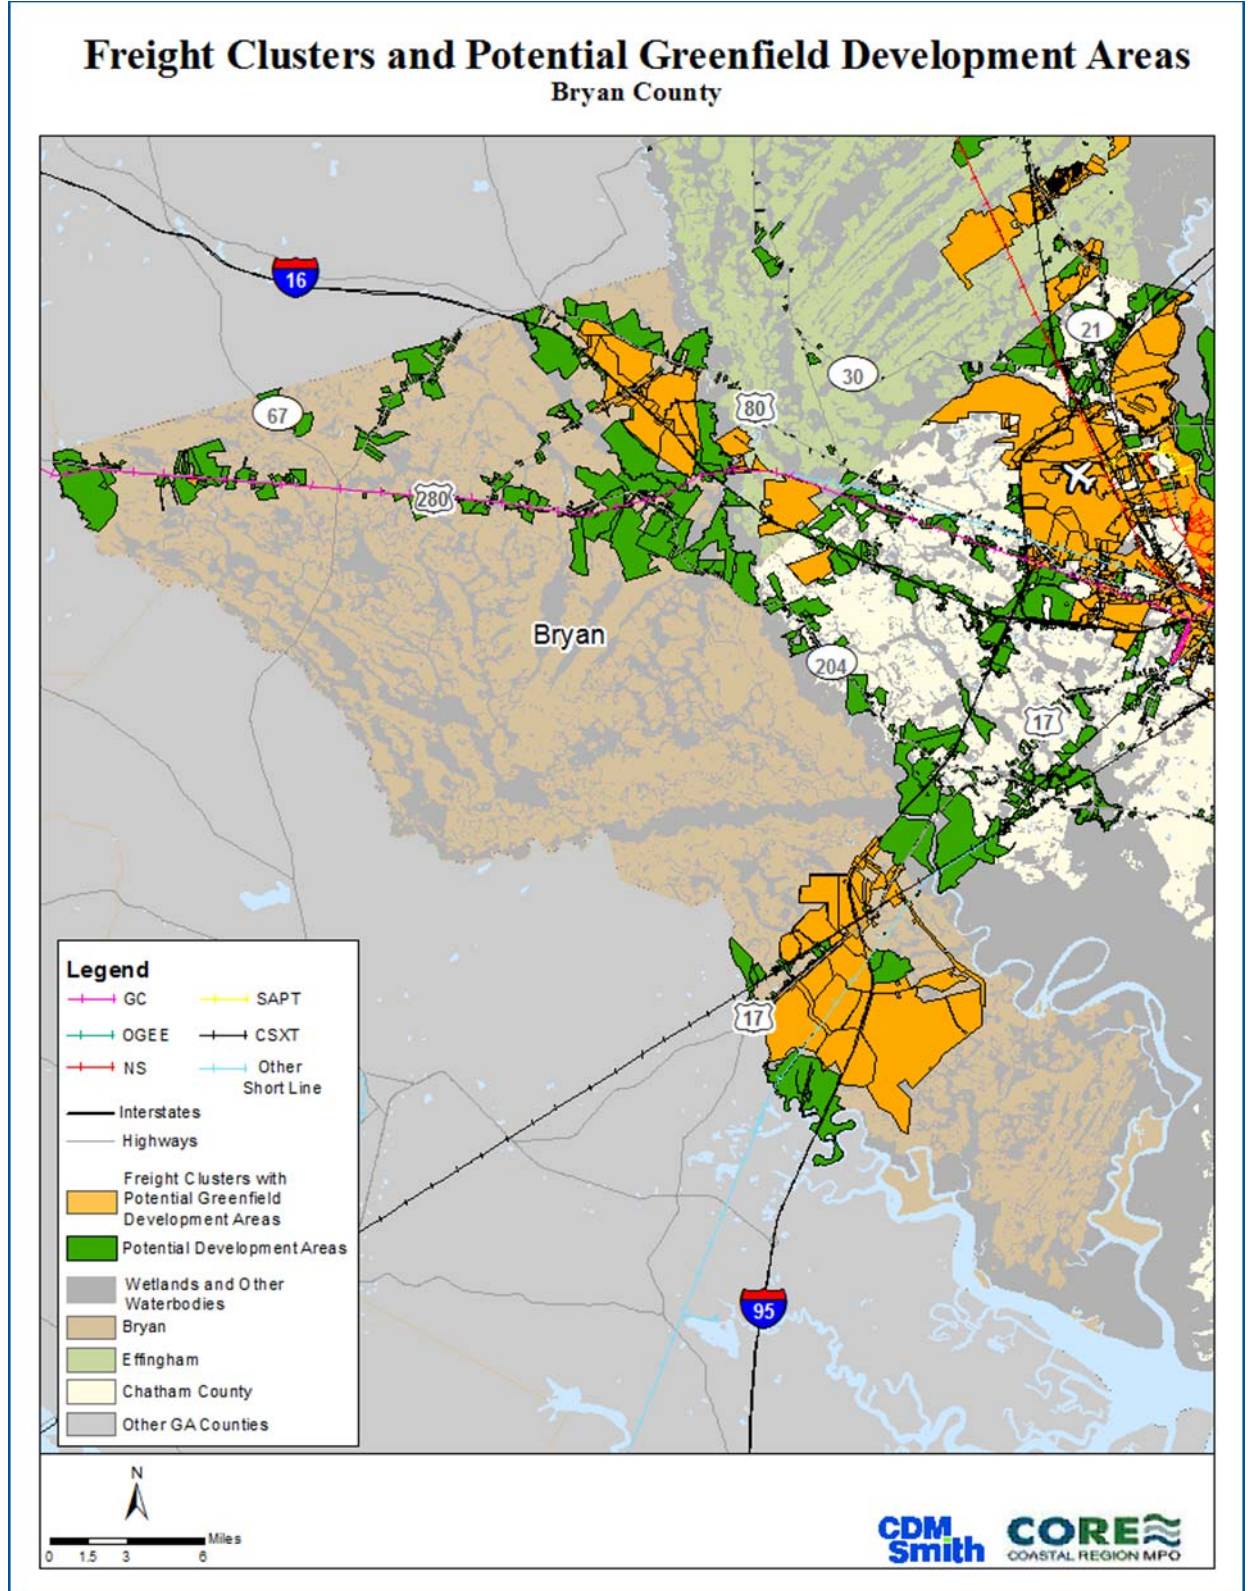 Freight Clusters and Potential Greenfield Development Areas
Bryan County
16
21
30
67
80
280
Bryan
204
17
17
95
Legend
GC
SAPT
OGEE
CSXT
NS
Other
Short Line
Interstates
Highways
Freight Clusters with
Potential Greenfield
Development Areas
Potential Development Areas
Wetlands and Other
Waterbodies
Bryan
Effingham
Chatham County
Other GA Counties
N
Miles
0 1.5 3 6
CDM
Smith
CORE
COASTAL REGION MPO